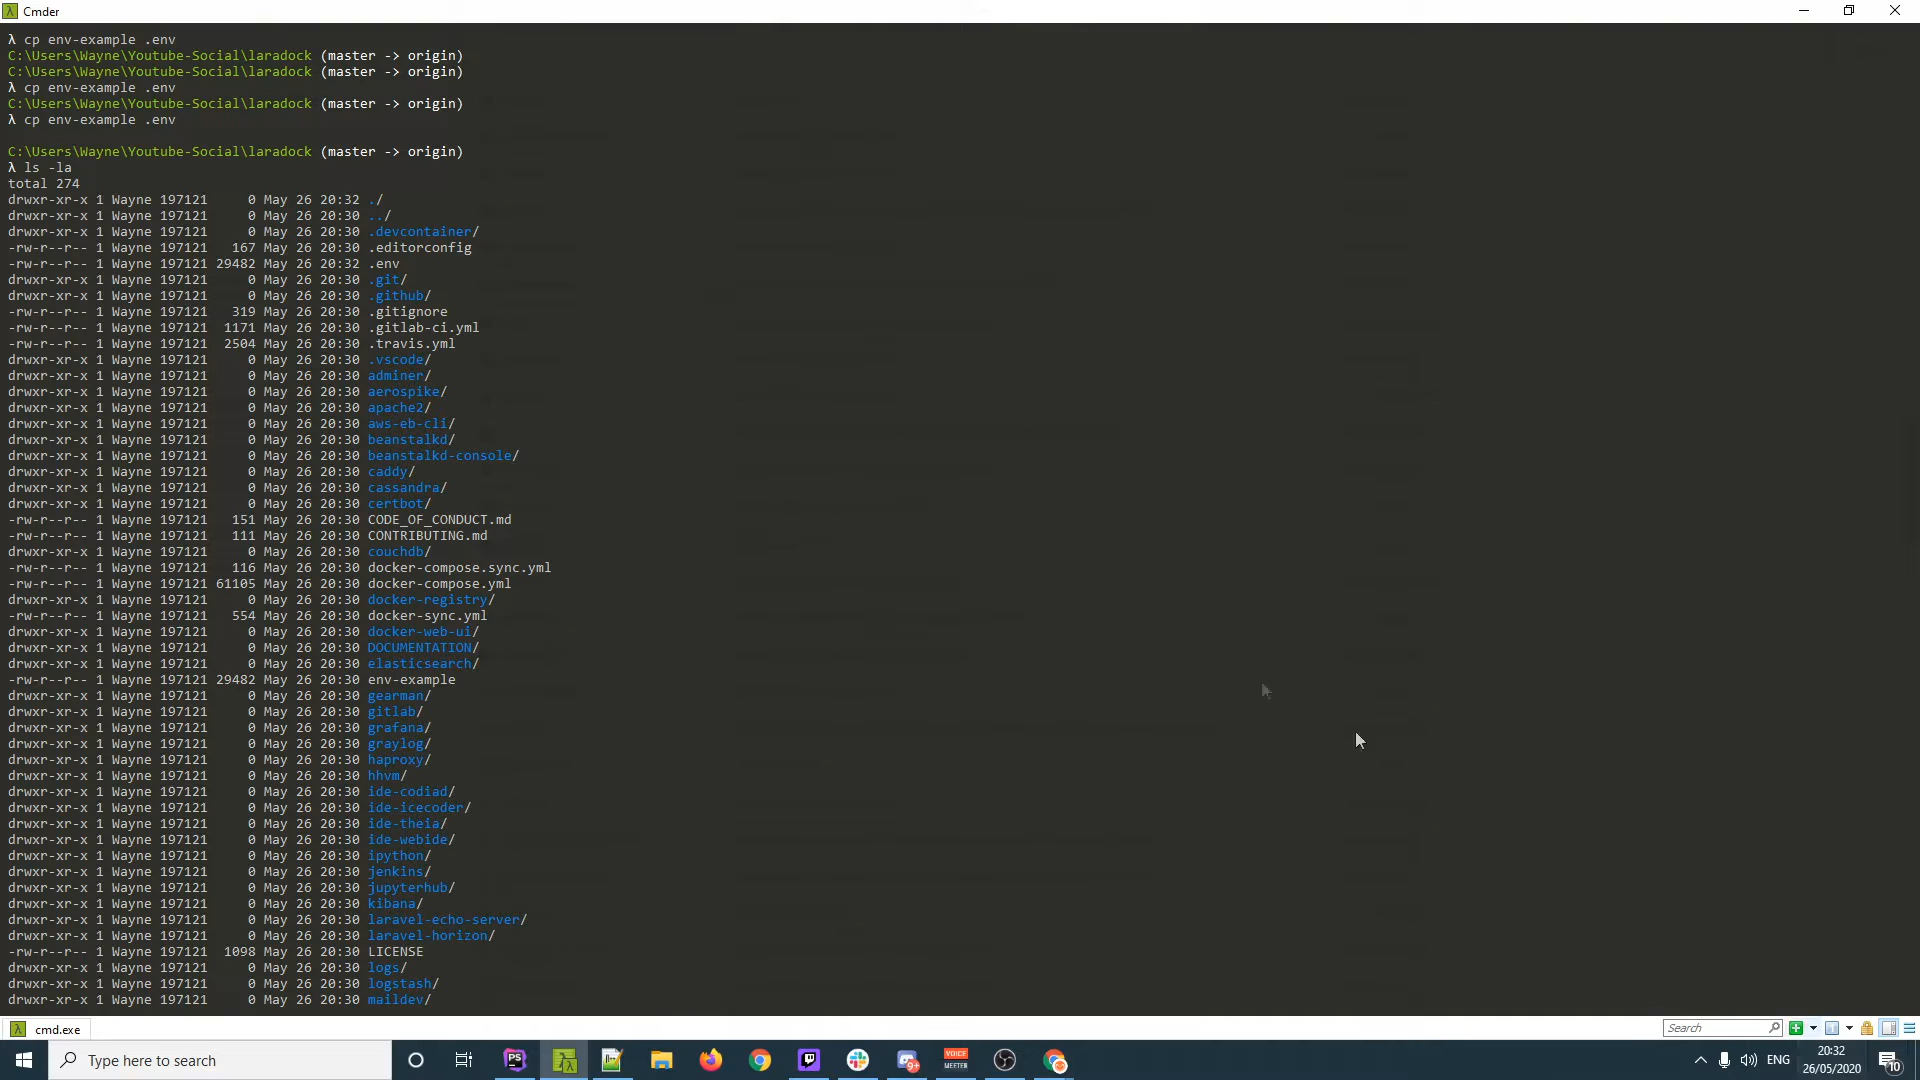 Cmder
λ cp env-example .env
C:\Users\Wayne\Youtube-Social\laradock (master -> origin)
C:\Users\Wayne\Youtube-Social\laradock (master -> origin)
λ cp env-example .env
C:\Users\Wayne\Youtube-Social\laradock (master -> origin)
λ cp env-example .env
C:\Users\Wayne\Youtube-Social\laradock (master -> origin)
λ ls -la
total 274
drwxr-xr-x 1 Wayne 197121 0 May 26 20:32 ./
drwxr-xr-x 1 Wayne 197121 0 May 26 20:30 ../
drwxr-xr-x 1 Wayne 197121 0 May 26 20:30 .devcontainer/
-rw-r--r-- 1 Wayne 197121 167 May 26 20:30 .editorconfig
-rw-r--r-- 1 Wayne 197121 29482 May 26 20:32 .env
drwxr-xr-x 1 Wayne 197121 0 May 26 20:30 .git/
drwxr-xr-x 1 Wayne 197121 0 May 26 20:30 .github/
-rw-r--r-- 1 Wayne 197121 319 May 26 20:30 .gitignore
-rw-r--r-- 1 Wayne 197121 1171 May 26 20:30 .gitlab-ci.yml
-rw-r--r-- 1 Wayne 197121 2504 May 26 20:30 .travis.yml
drwxr-xr-x 1 Wayne 197121 0 May 26 20:30 .vscode/
drwxr-xr-x 1 Wayne 197121 0 May 26 20:30 adminer/
drwxr-xr-x 1 Wayne 197121 0 May 26 20:30 aerospike/
drwxr-xr-x 1 Wayne 197121 0 May 26 20:30 apache2/
drwxr-xr-x 1 Wayne 197121 0 May 26 20:30 aws-eb-cli/
drwxr-xr-x 1 Wayne 197121 0 May 26 20:30 beanstalkd/
drwxr-xr-x 1 Wayne 197121 0 May 26 20:30 beanstalkd-console/
drwxr-xr-x 1 Wayne 197121 0 May 26 20:30 caddy/
drwxr-xr-x 1 Wayne 197121 0 May 26 20:30 cassandra/
drwxr-xr-x 1 Wayne 197121 0 May 26 20:30 certbot/
-rw-r--r-- 1 Wayne 197121 151 May 26 20:30 CODE_OF_CONDUCT.md
-rw-r--r-- 1 Wayne 197121 111 May 26 20:30 CONTRIBUTING.md
drwxr-xr-x 1 Wayne 197121 0 May 26 20:30 couchdb/
-rw-r--r-- 1 Wayne 197121 116 May 26 20:30 docker-compose.sync.yml
-rw-r--r-- 1 Wayne 197121 61105 May 26 20:30 docker-compose.yml
drwxr-xr-x 1 Wayne 197121 0 May 26 20:30 docker-registry/
-rw-r--r-- 1 Wayne 197121 554 May 26 20:30 docker-sync.yml
drwxr-xr-x 1 Wayne 197121 0 May 26 20:30 docker-web-ui/
drwxr-xr-x 1 Wayne 197121 0 May 26 20:30 DOCUMENTATION/
drwxr-xr-x 1 Wayne 197121 0 May 26 20:30 elasticsearch/
-rw-r--r-- 1 Wayne 197121 29482 May 26 20:30 env-example
drwxr-xr-x 1 Wayne 197121 0 May 26 20:30 gearman/
drwxr-xr-x 1 Wayne 197121 0 May 26 20:30 gitlab/
drwxr-xr-x 1 Wayne 197121 0 May 26 20:30 grafana/
drwxr-xr-x 1 Wayne 197121 0 May 26 20:30 graylog/
drwxr-xr-x 1 Wayne 197121 0 May 26 20:30 haproxy/
drwxr-xr-x 1 Wayne 197121 0 May 26 20:30 hhvm/
drwxr-xr-x 1 Wayne 197121 0 May 26 20:30 ide-codiad/
drwxr-xr-x 1 Wayne 197121 0 May 26 20:30 ide-icecoder/
drwxr-xr-x 1 Wayne 197121 0 May 26 20:30 ide-theia/
drwxr-xr-x 1 Wayne 197121 0 May 26 20:30 ide-webide/
drwxr-xr-x 1 Wayne 197121 0 May 26 20:30 ipython/
drwxr-xr-x 1 Wayne 197121 0 May 26 20:30 jenkins/
drwxr-xr-x 1 Wayne 197121 0 May 26 20:30 jupyterhub/
drwxr-xr-x 1 Wayne 197121 0 May 26 20:30 kibana/
drwxr-xr-x 1 Wayne 197121 0 May 26 20:30 laravel-echo-server/
drwxr-xr-x 1 Wayne 197121 0 May 26 20:30 laravel-horizon/
-rw-r--r-- 1 Wayne 197121 1098 May 26 20:30 LICENSE
drwxr-xr-x 1 Wayne 197121 0 May 26 20:30 logs/
drwxr-xr-x 1 Wayne 197121 0 May 26 20:30 logstash/
drwxr-xr-x 1 Wayne 197121 0 May 26 20:30 maildev/
cmd.exe
Search
Type here to search
PS
VOICE
MEETER
9+
ENG
20:32
26/05/2020
10